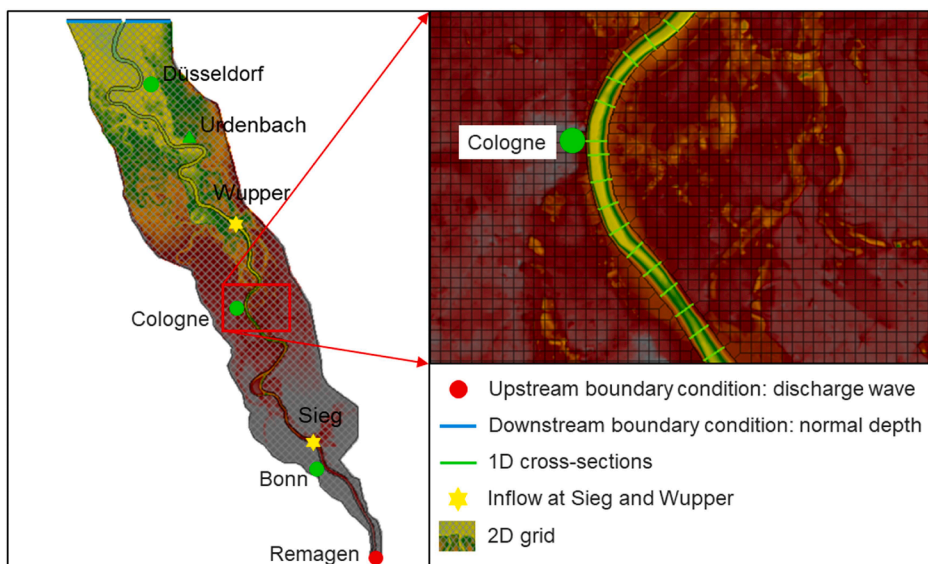 Düsseldorf
Urdenbach
Wupper
Cologne
Sieg
Bonn
Remagen
Cologne
Upstream boundary condition: discharge wave
Downstream boundary condition: normal depth
1D cross-sections
Inflow at Sieg and Wupper
2D grid